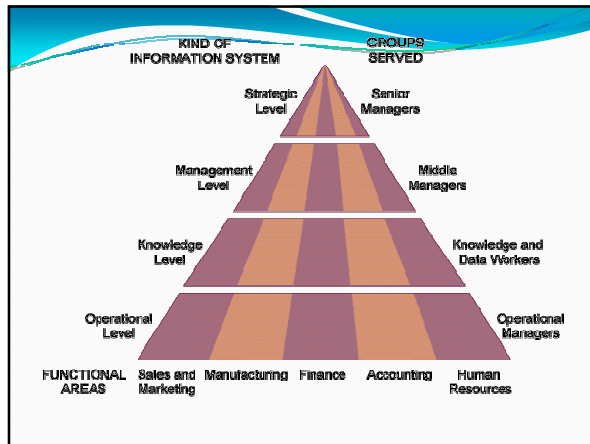 KIND OF
INFORMATION SYSTEM
GROUPS
SERVED
Strategic
Level
Senior
Managers
Management
Level
Middle
Managers
Knowledge
Level
Knowledge and
Data Workers
Operational
Level
Operational
Managers
FUNCTIONAL
AREAS
Sales and
Marketing
Manufacturing
Finance
Accounting
Human
Resources